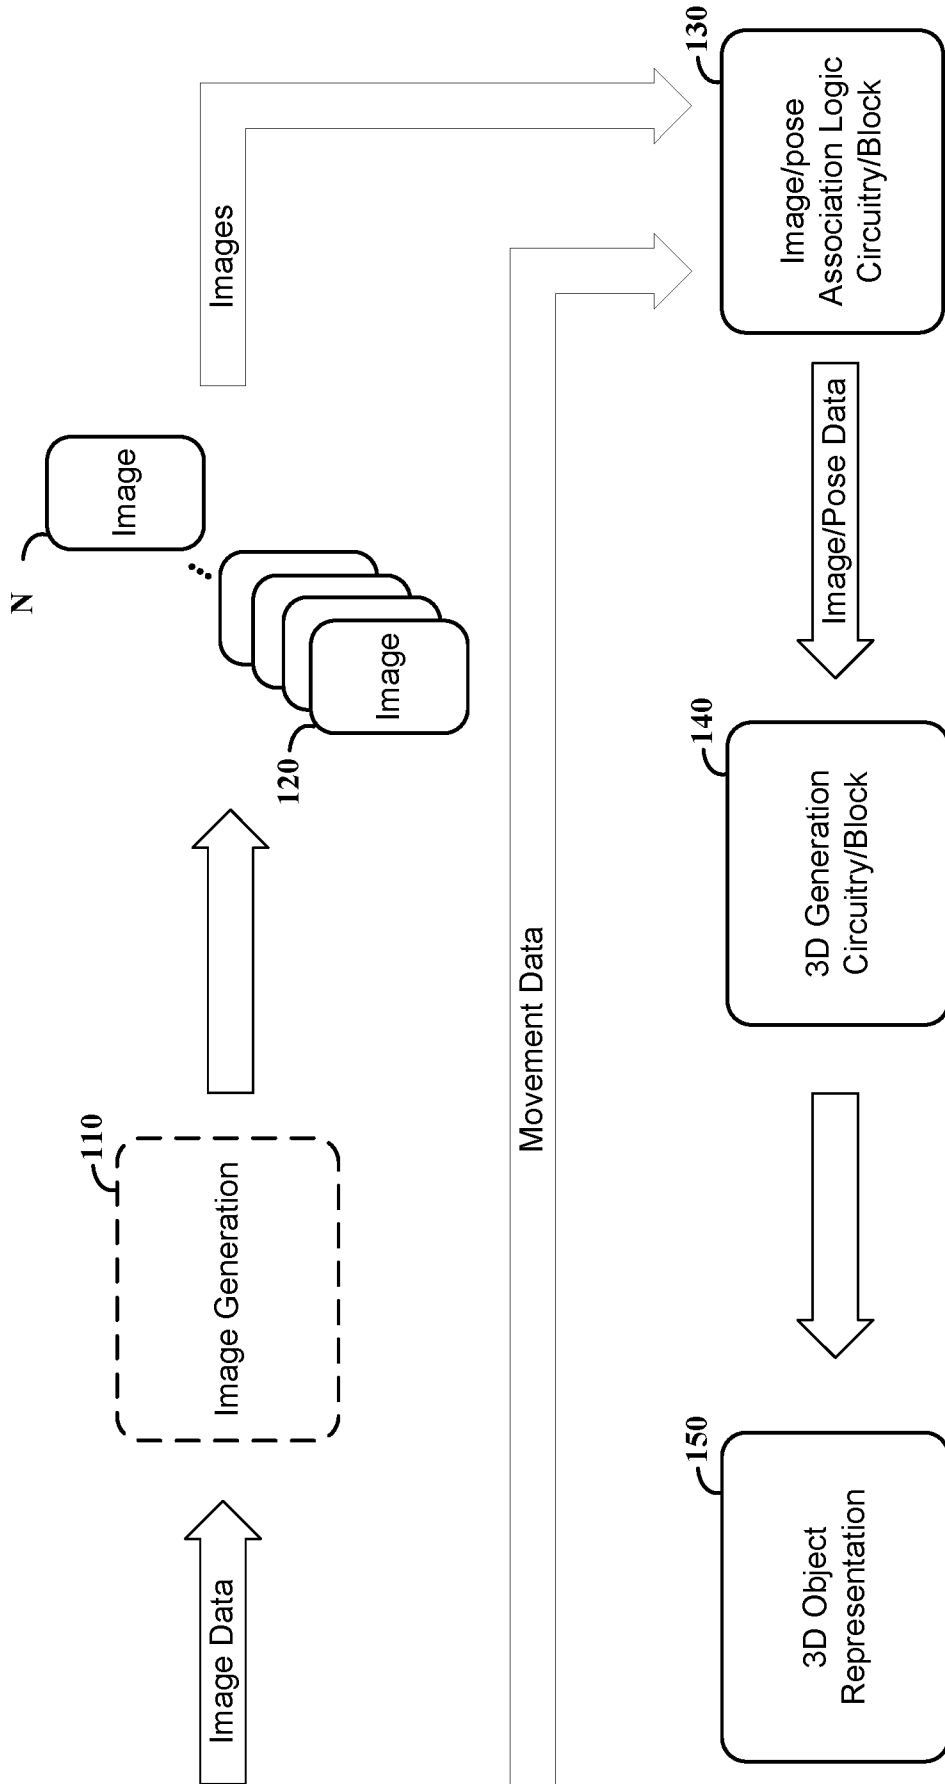 Image Data
110
Image Generation
120
Image
N
Image
Images
Movement Data
130
Image/pose
Association Logic
Circuitry/Block
Image/Pose Data
140
3D Generation
Circuitry/Block
150
3D Object
Representation